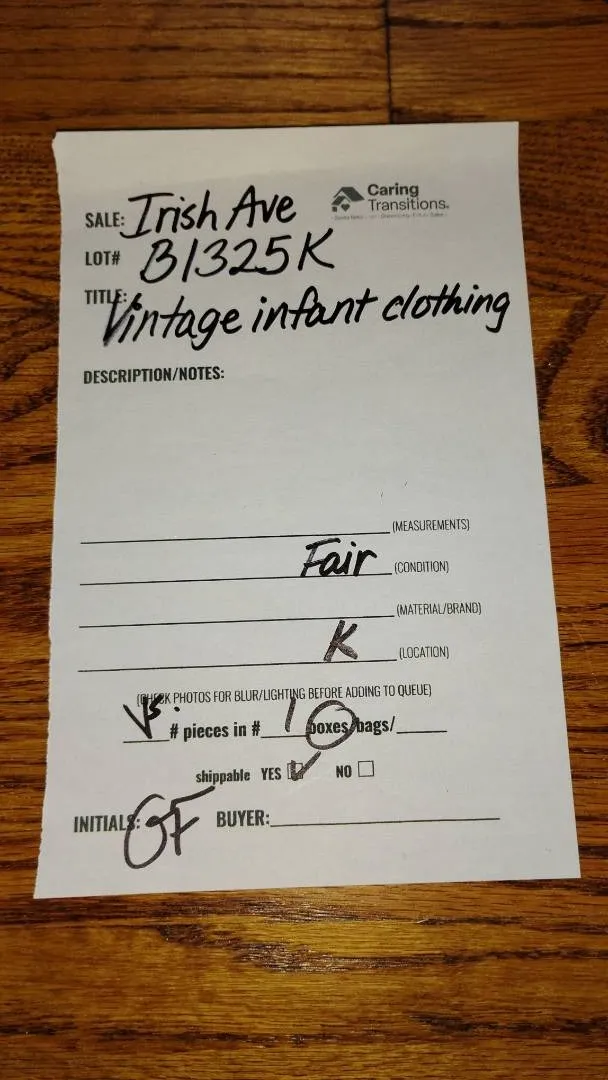 SALE: Irish Ave
Caring
Transitions.
LOT# B1325K
TITLE: Vintage infant clothing
DESCRIPTION/NOTES:
(MEASUREMENTS)
Fair (CONDITION)
(MATERIAL/BRAND)
K (LOCATION)
(CHECK PHOTOS FOR BLUR/LIGHTING BEFORE ADDING TO QUEUE)
Vs. # pieces in # 1 boxes/bags/
shippable YES NO
INITIALS: GF BUYER: